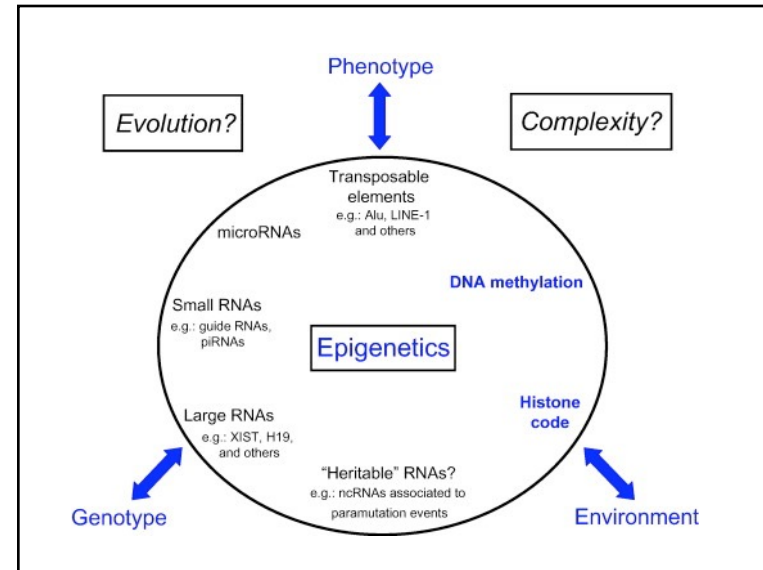 Phenotype
Evolution?
Complexity?
Transposable
elements
e.g.: Alu, LINE-1
and others
microRNAs
DNA methylation
Small RNAs
e.g.: guide RNAs,
piRNAs
Epigenetics
Histone
code
Large RNAs
e.g.: XIST, H19,
and others
“Heritable” RNAs?
e.g.: ncRNAs associated to
paramutation events
Genotype
Environment